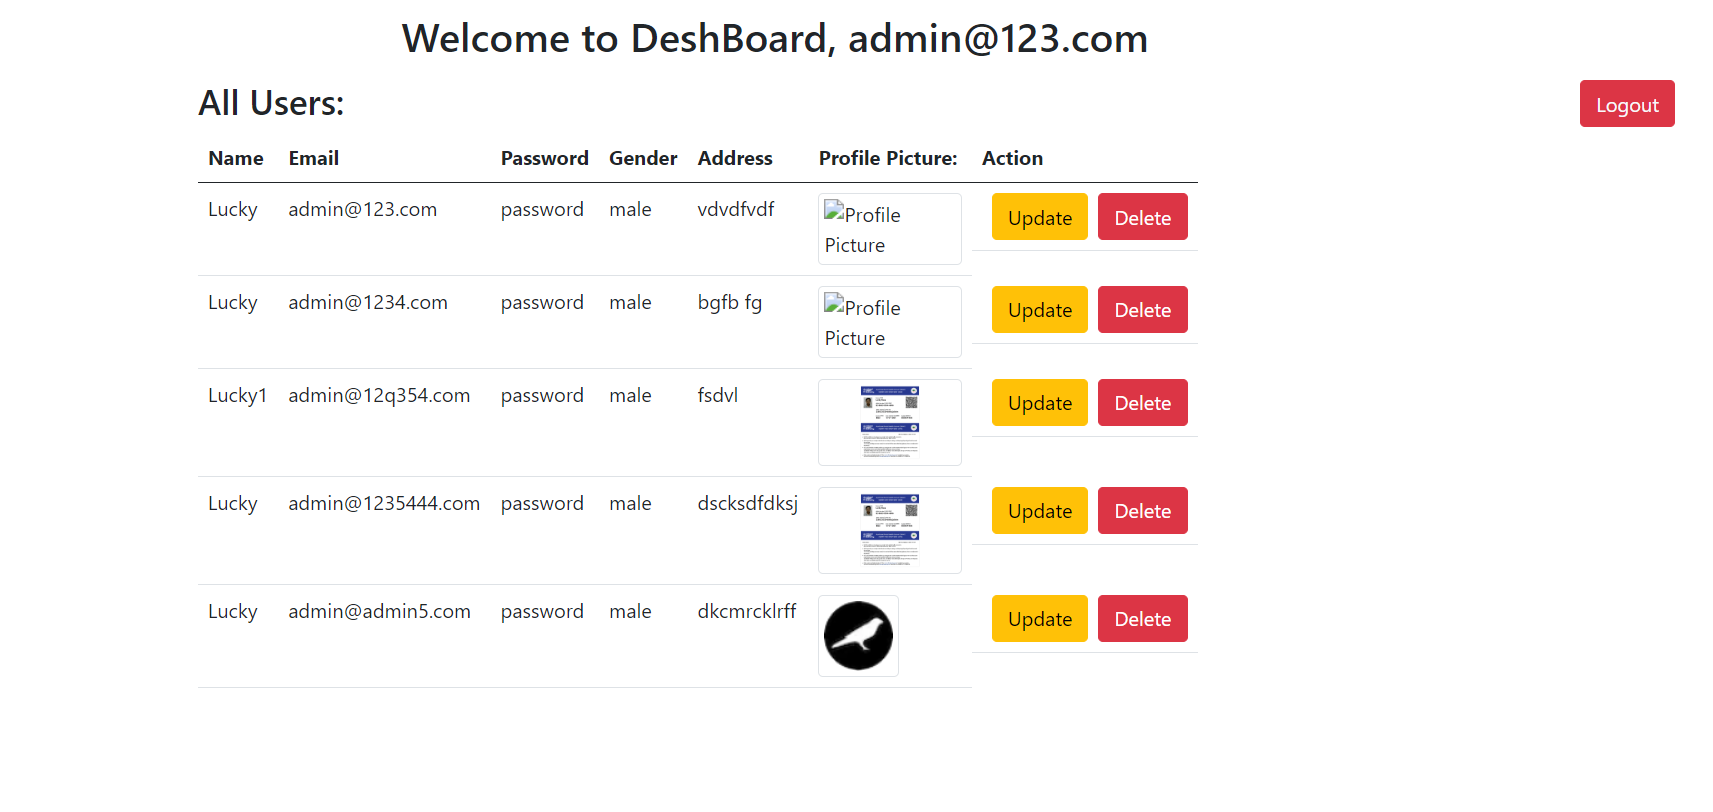 Welcome to DeshBoard, admin@123.com
All Users:
Logout
Name Email Password Gender Address Profile Picture: Action
Lucky admin@123.com password male vdvdfvdf Profile Picture Update Delete
Lucky admin@1234.com password male bgfb fg Profile Picture Update Delete
Lucky1 admin@12q354.com password male fsdvl Update Delete
Lucky admin@1235444.com password male dscksdfdksj Update Delete
Lucky admin@admin5.com password male dkcmrcklrff Update Delete